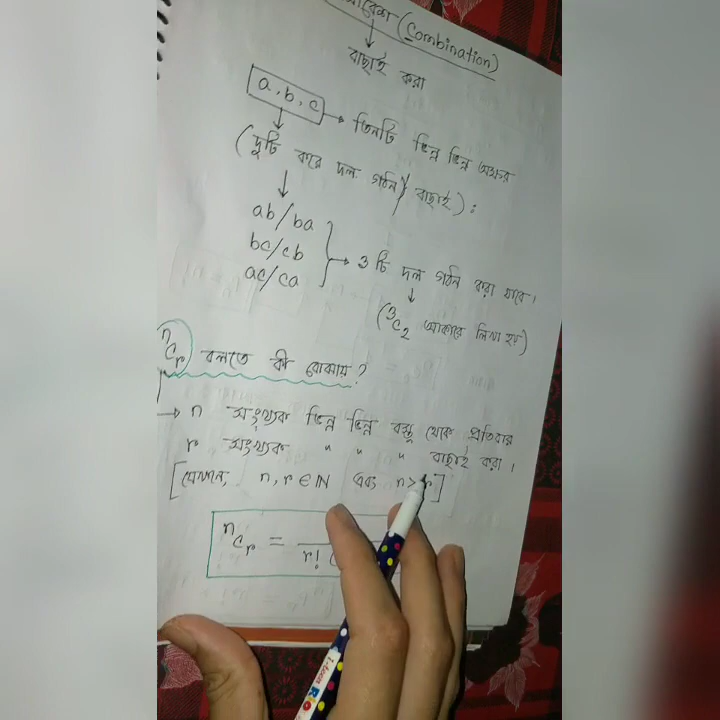 (Combination)
বাছাই করা
a, b, c → তিনটি ভিন্ন ভিন্ন অক্ষর
(দুটি করে দল গঠন / বাছাই) :
ab/ba
bc/cb
ac/ca
→ ৩ টি দল গঠন করা যাবে।
(³C₂ আকারে লিখা হয়)
ⁿCᵣ বলতে কী বোঝায়?
→ n সংখ্যক ভিন্ন ভিন্ন বস্তু থেকে প্রতিবার
r সংখ্যক " " " বাছাই করা।
[যেখানে, n, r ∈ ℕ এবং n >
ⁿCᵣ = r! (